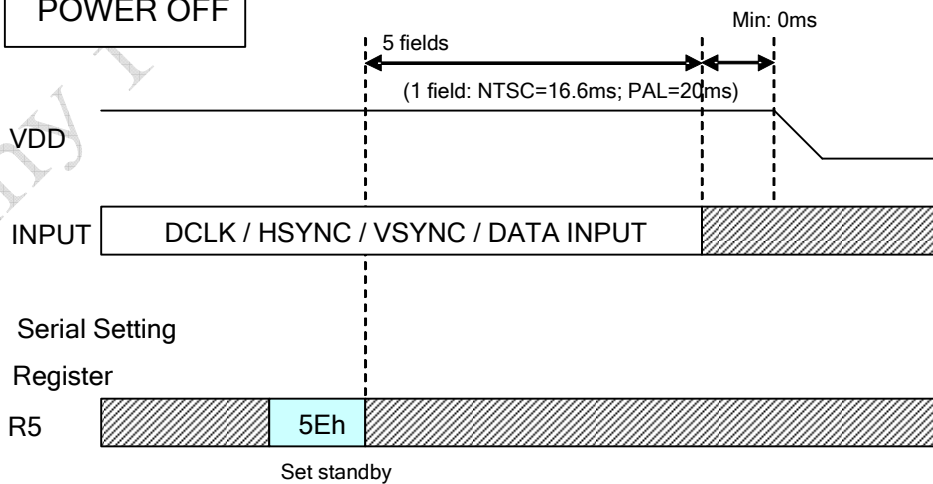 POWER OFF
Min: 0ms
5 fields
(1 field: NTSC=16.6ms; PAL=20ms)
VDD
INPUT
DCLK / HSYNC / VSYNC / DATA INPUT
Serial Setting
Register
R5
5Eh
Set standby